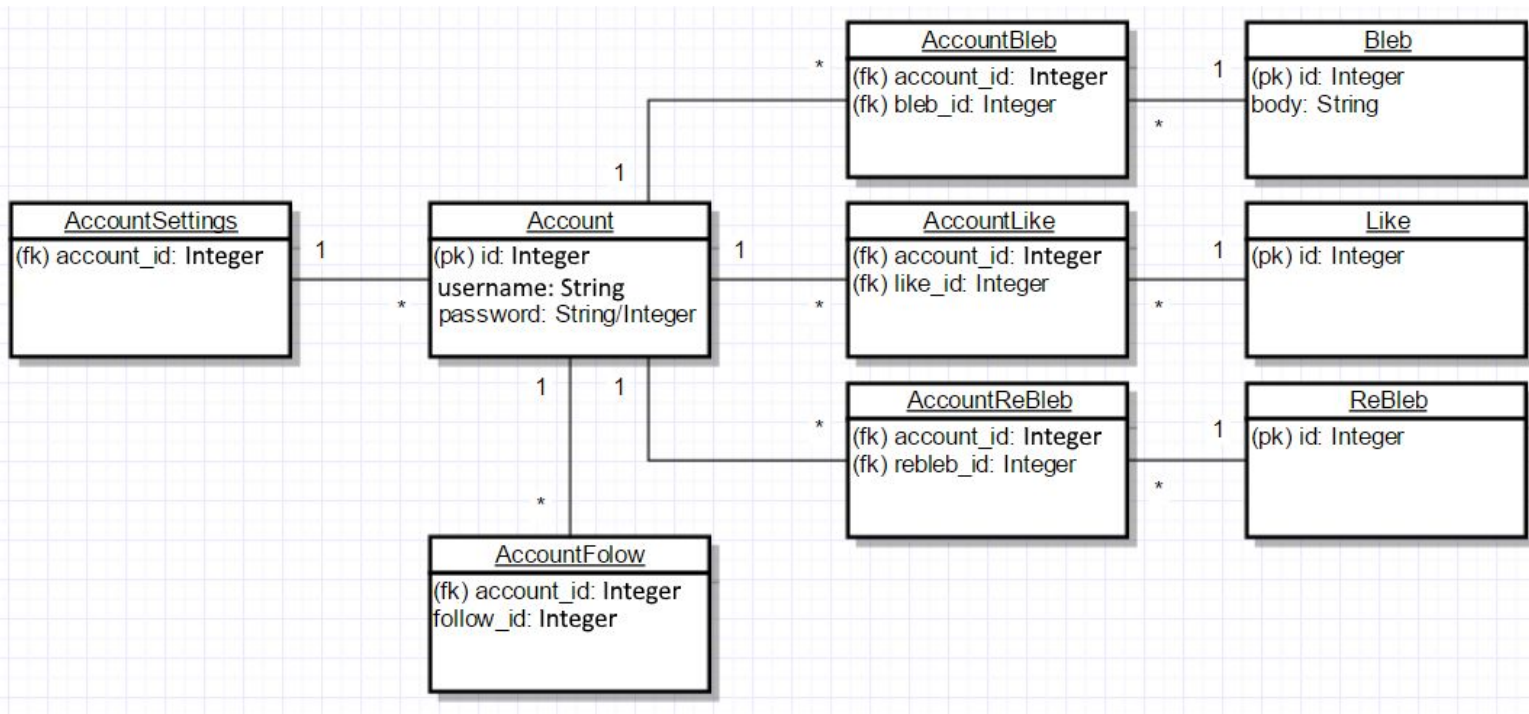 AccountBleb
(fk) account_id: Integer
(fk) bleb_id: Integer
*
1
*
1
Bleb
(pk) id: Integer
body: String
AccountSettings
(fk) account_id: Integer
1
*
Account
(pk) id: Integer
username: String
password: String/Integer
1
*
AccountLike
(fk) account_id: Integer
(fk) like_id: Integer
1
*
Like
(pk) id: Integer
1
1
*
AccountReBleb
(fk) account_id: Integer
(fk) rebleb_id: Integer
1
*
ReBleb
(pk) id: Integer
*
AccountFolow
(fk) account_id: Integer
follow_id: Integer